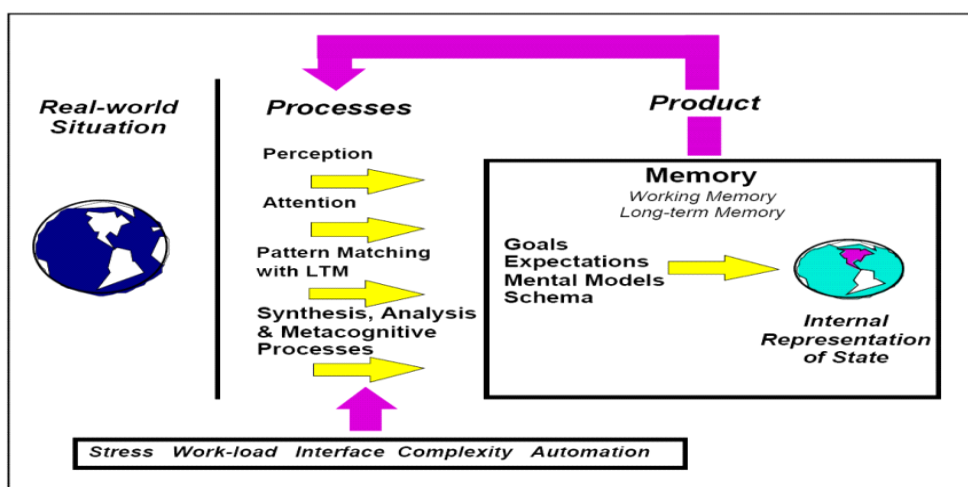 Real-world
Situation
Processes
Perception
Attention
Pattern Matching
with LTM
Synthesis, Analysis
& Metacognitive
Processes
Product
Memory
Working Memory
Long-term Memory
Goals
Expectations
Mental Models
Schema
Internal
Representation
of State
Stress Work-load Interface Complexity Automation